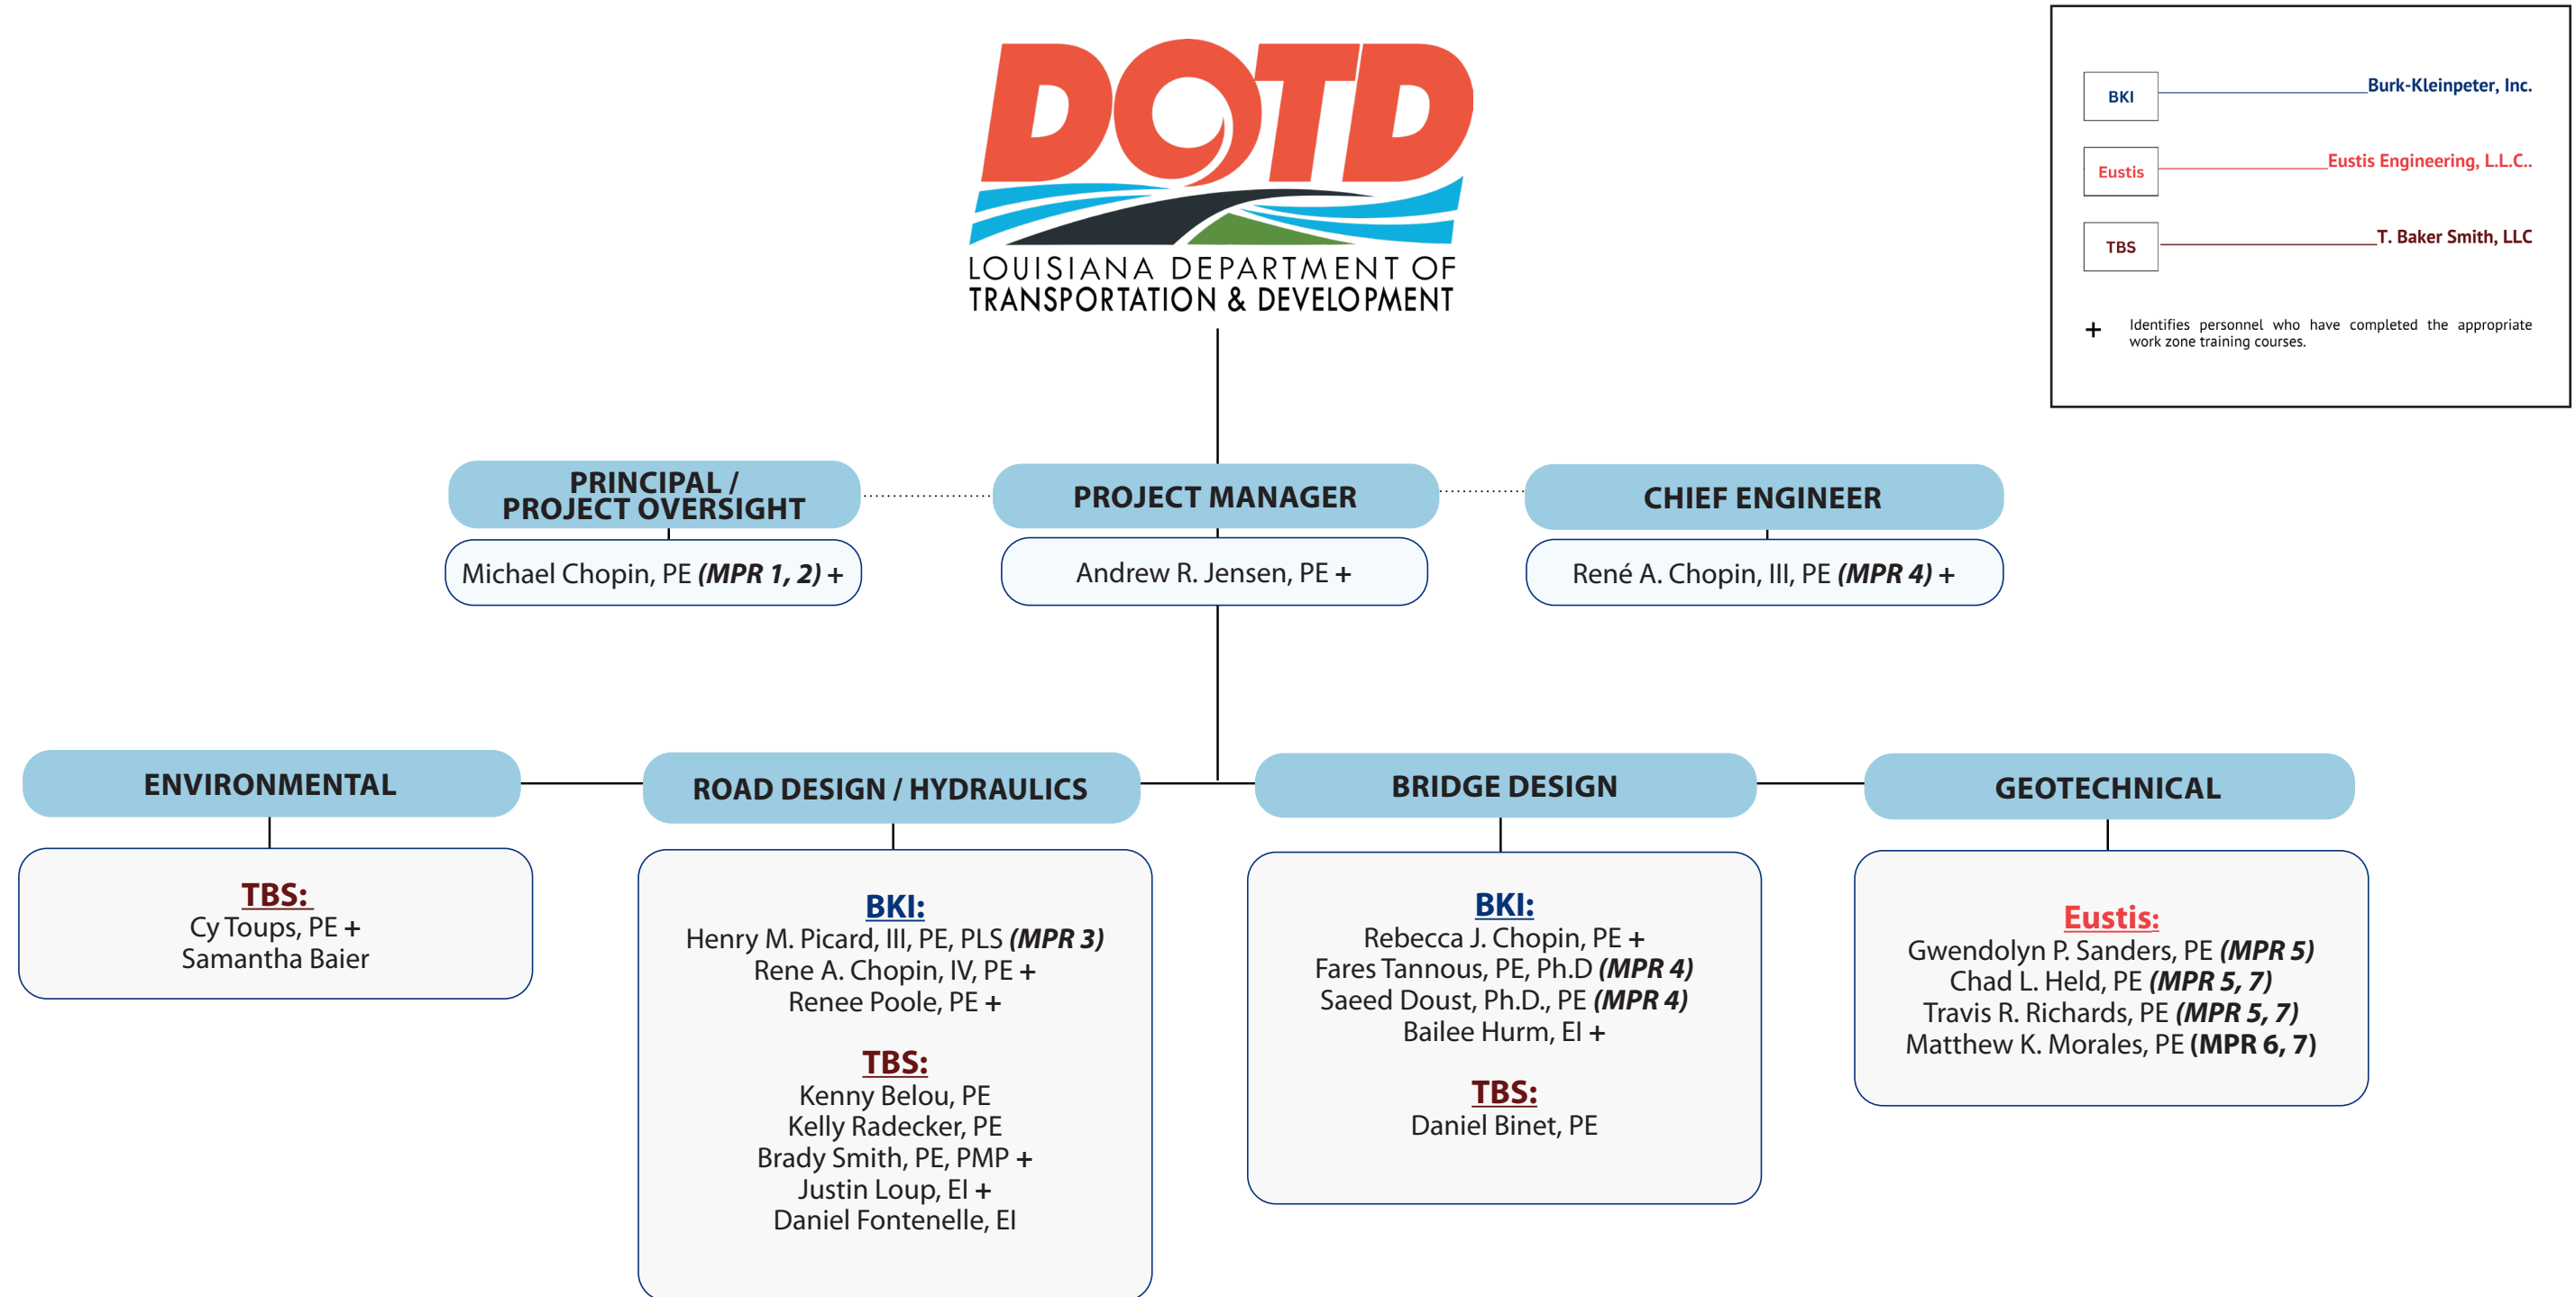 DOTD
LOUISIANA DEPARTMENT OF
TRANSPORTATION & DEVELOPMENT
BKI
Burk-Kleinpeter, Inc.
Eustis
Eustis Engineering, L.L.C..
TBS
T. Baker Smith, LLC
+ Identifies personnel who have completed the appropriate
work zone training courses.
PRINCIPAL /
PROJECT OVERSIGHT
Michael Chopin, PE (MPR 1, 2) +
PROJECT MANAGER
Andrew R. Jensen, PE +
CHIEF ENGINEER
René A. Chopin, III, PE (MPR 4) +
ENVIRONMENTAL
TBS:
Cy Toups, PE +
Samantha Baier
ROAD DESIGN / HYDRAULICS
BKI:
Henry M. Picard, III, PE, PLS (MPR 3)
Rene A. Chopin, IV, PE +
Renee Poole, PE +
TBS:
Kenny Belou, PE
Kelly Radecker, PE
Brady Smith, PE, PMP +
Justin Loup, EI +
Daniel Fontenelle, EI
BRIDGE DESIGN
BKI:
Rebecca J. Chopin, PE +
Fares Tannous, PE, Ph.D (MPR 4)
Saeed Doust, Ph.D., PE (MPR 4)
Bailee Hurm, EI +
TBS:
Daniel Binet, PE
GEOTECHNICAL
Eustis:
Gwendolyn P. Sanders, PE (MPR 5)
Chad L. Held, PE (MPR 5, 7)
Travis R. Richards, PE (MPR 5, 7)
Matthew K. Morales, PE (MPR 6, 7)